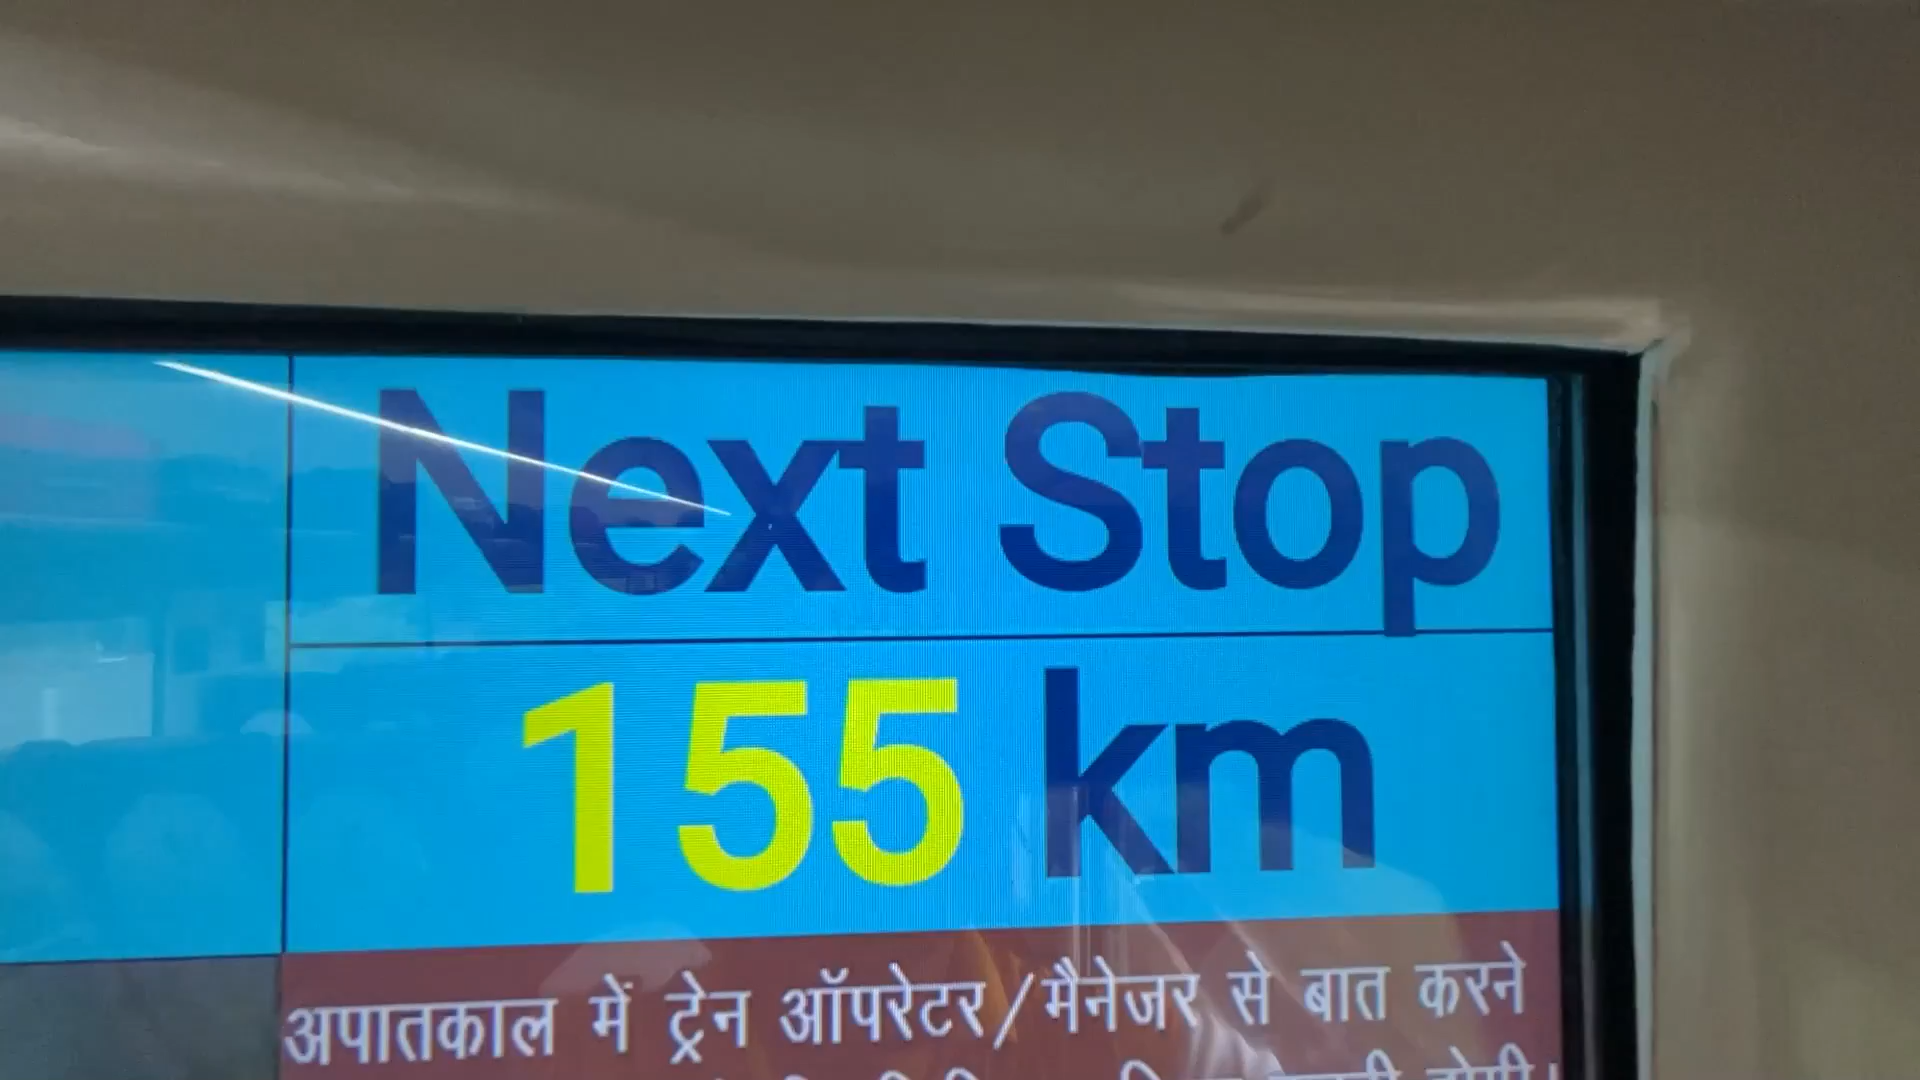 Next Stop
155 km
अपातकाल में ट्रेन ऑपरेटर/मैनेजर से बात करने